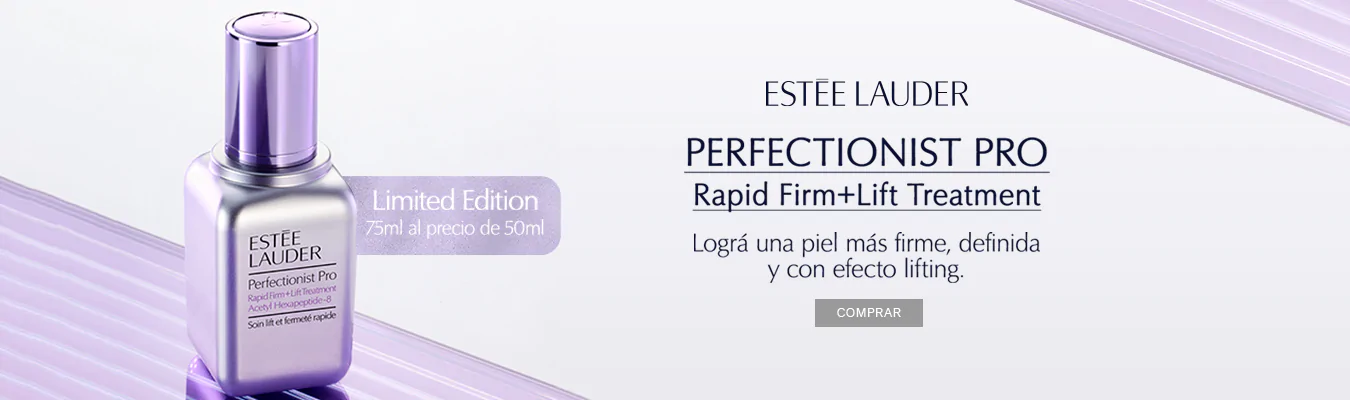 ESTĒE LAUDER
PERFECTIONIST PRO
Rapid Firm+Lift Treatment
Lográ una piel más firme, definida
y con efecto lifting.
COMPRAR
Limited Edition
75ml al precio de 50ml
ESTĒE
LAUDER
Perfectionist Pro
Rapid Firm+Lift Treatment
Acetyl Hexapeptide-8
Soin lift et fermeté rapide